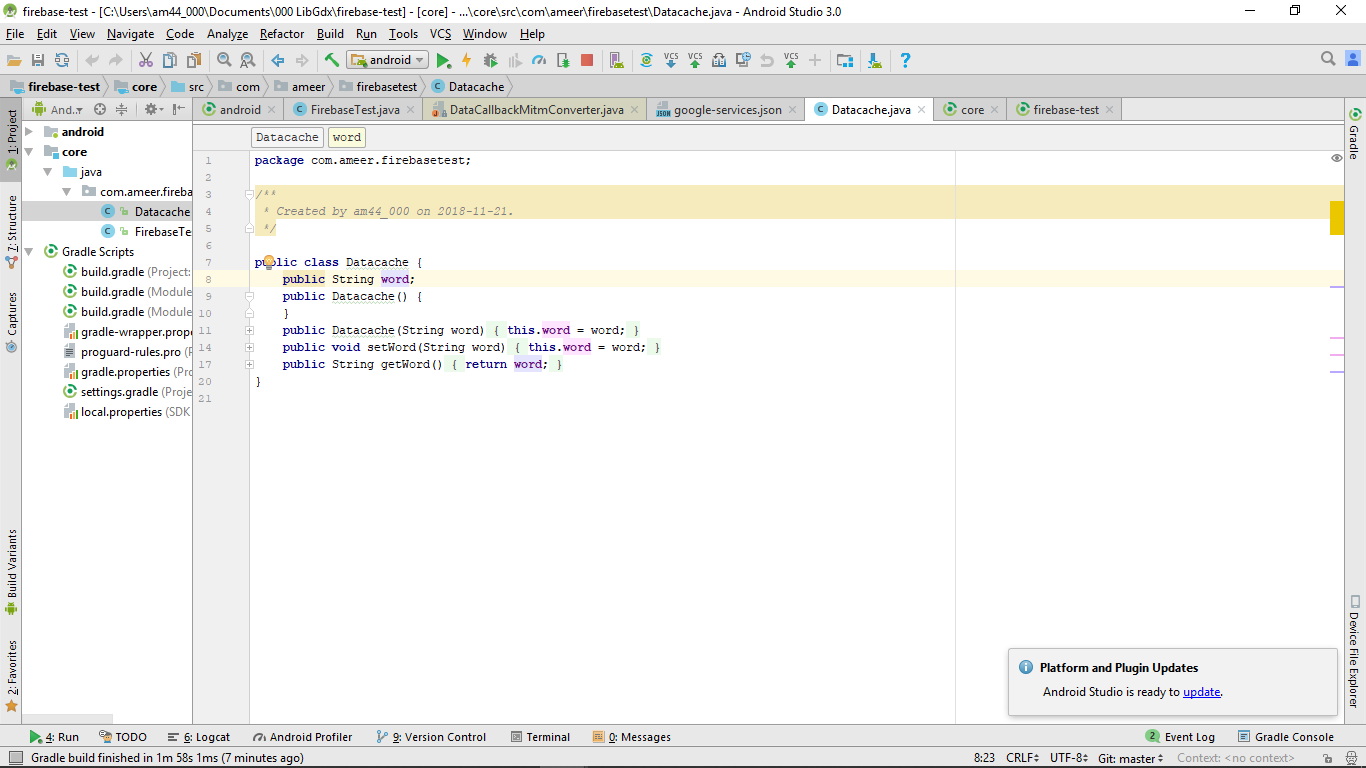 firebase-test - [C:\Users\am44_000\Documents\000 LibGdx\firebase-test] - [core] - ...\core\src\com\ameer\firebasetest\Datacache.java - Android Studio 3.0
File Edit View Navigate Code Analyze Refactor Build Run Tools VCS Window Help
android VCS VCS VCS ?
firebase-test core src com ameer firebasetest Datacache
And.. android FirebaseTest.java DataCallbackMitmConverter.java google-services.json Datacache.java core firebase-test
1: Project
7: Structure
Captures
Build Variants
2: Favorites
android
core
java
com.ameer.fireba
Datacache
FirebaseTe
Gradle Scripts
build.gradle (Project:
build.gradle (Module
build.gradle (Module
gradle-wrapper.prope
proguard-rules.pro (P
gradle.properties (Pro
settings.gradle (Proje
local.properties (SDK
Datacache word
1 package com.ameer.firebasetest;
2
3 /**
4 * Created by am44_000 on 2018-11-21.
5 */
6
7 public class Datacache {
8 public String word;
9 public Datacache() {
10 }
11 public Datacache(String word) { this.word = word; }
14 public void setWord(String word) { this.word = word; }
17 public String getWord() { return word; }
20 }
21
Gradle
Device File Explorer
Platform and Plugin Updates
Android Studio is ready to update.
4: Run TODO 6: Logcat Android Profiler 9: Version Control Terminal 0: Messages 2 Event Log Gradle Console
Gradle build finished in 1m 58s 1ms (7 minutes ago) 8:23 CRLF UTF-8 Git: master Context: <no context>